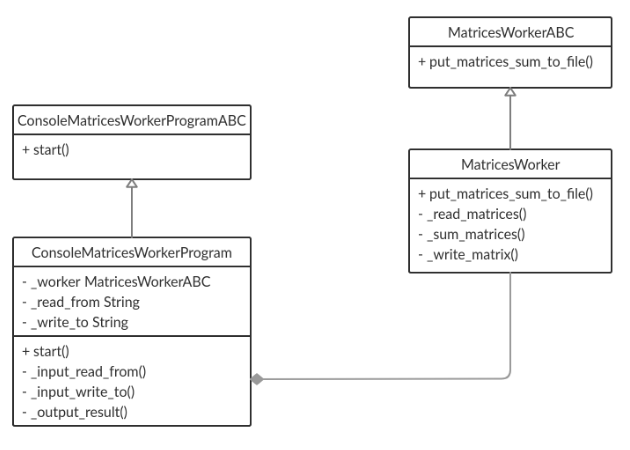 MatricesWorkerABC
+ put_matrices_sum_to_file()
ConsoleMatricesWorkerProgramABC
+ start()
MatricesWorker
+ put_matrices_sum_to_file()
- _read_matrices()
- _sum_matrices()
- _write_matrix()
ConsoleMatricesWorkerProgram
- _worker MatricesWorkerABC
- _read_from String
- _write_to String
+ start()
- _input_read_from()
- _input_write_to()
- _output_result()